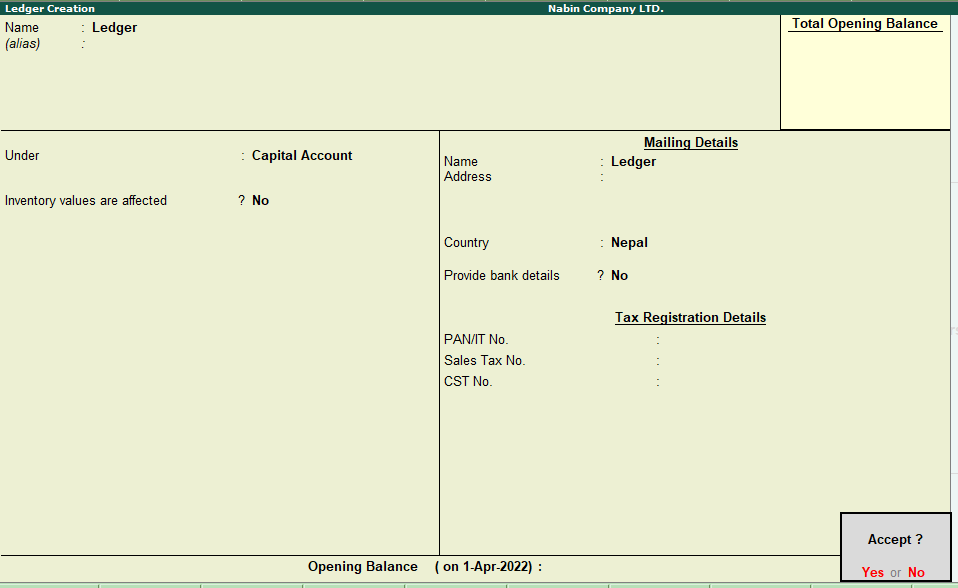 Ledger Creation Nabin Company LTD.
Name : Ledger
(alias) :
Total Opening Balance
Under : Capital Account
Inventory values are affected ? No
Mailing Details
Name : Ledger
Address :
Country : Nepal
Provide bank details ? No
Tax Registration Details
PAN/IT No. :
Sales Tax No. :
CST No. :
Opening Balance ( on 1-Apr-2022) :
Accept ?
Yes or No